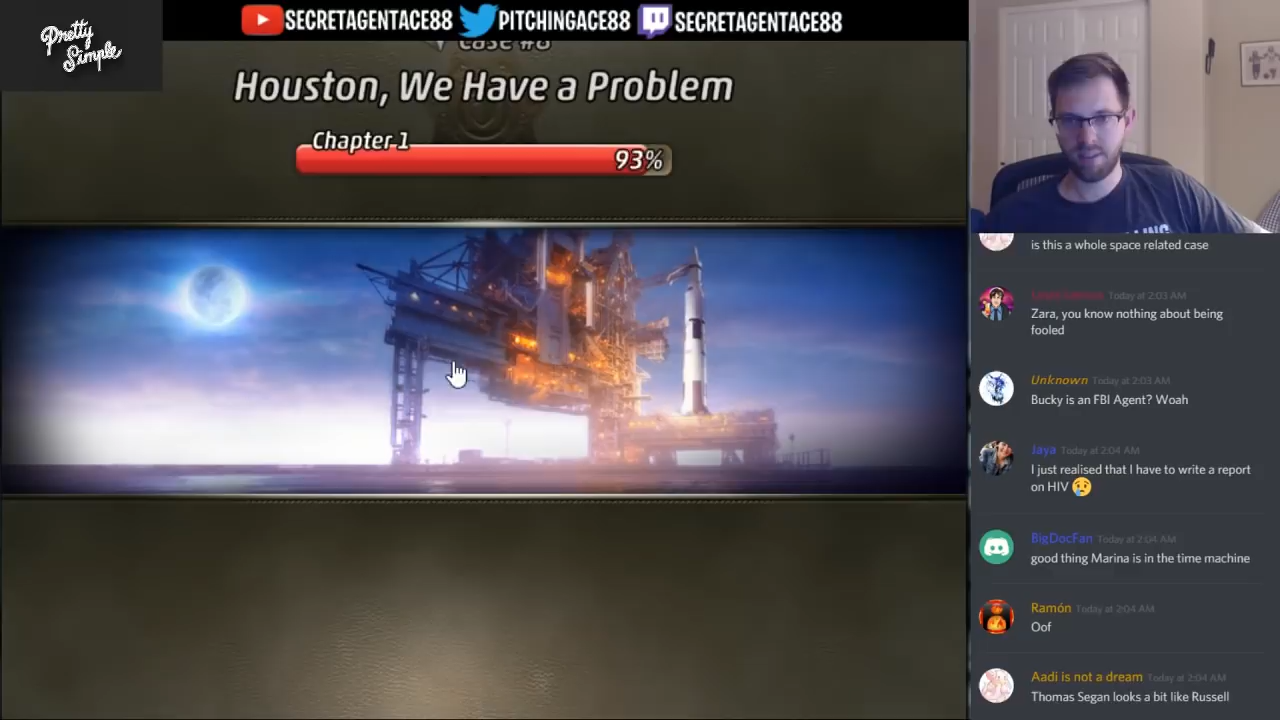 SECRETAGENTACE88 PITCHINGACE88 SECRETAGENTACE88
Pretty
Simple
Case #8
Houston, We Have a Problem
Chapter 1
93%
is this a whole space related case
Today at 2:03 AM
Zara, you know nothing about being
fooled
Unknown Today at 2:03 AM
Bucky is an FBI Agent? Woah
Jaya Today at 2:04 AM
I just realised that I have to write a report
on HIV 😢
BigDocFan Today at 2:04 AM
good thing Marina is in the time machine
Ramón Today at 2:04 AM
Oof
Aadi is not a dream Today at 2:04 AM
Thomas Segan looks a bit like Russell